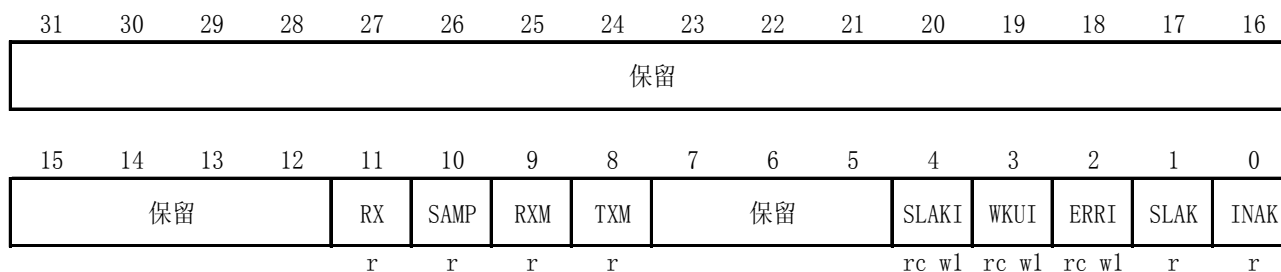 31 30 29 28 27 26 25 24 23 22 21 20 19 18 17 16
保留
15 14 13 12 11 10 9 8 7 6 5 4 3 2 1 0
保留 RX SAMP RXM TXM 保留 SLAKI WKUI ERRI SLAK INAK
r r r r rc w1 rc w1 rc w1 r r